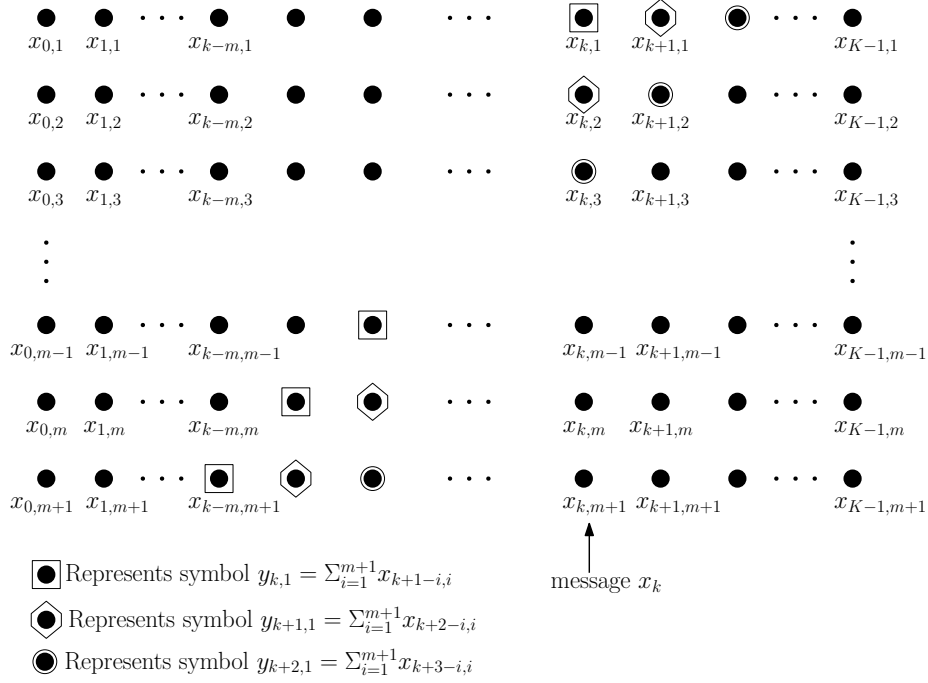 x_{0,1} x_{1,1} · · · x_{k−m,1} · · · x_{k,1} x_{k+1,1} · · · x_{K−1,1}
x_{0,2} x_{1,2} · · · x_{k−m,2} · · · x_{k,2} x_{k+1,2} · · · x_{K−1,2}
x_{0,3} x_{1,3} · · · x_{k−m,3} · · · x_{k,3} x_{k+1,3} · · · x_{K−1,3}
x_{0,m−1} x_{1,m−1} · · · x_{k−m,m−1} · · · x_{k,m−1} x_{k+1,m−1} · · · x_{K−1,m−1}
x_{0,m} x_{1,m} · · · x_{k−m,m} · · · x_{k,m} x_{k+1,m} · · · x_{K−1,m}
x_{0,m+1} x_{1,m+1} · · · x_{k−m,m+1} · · · x_{k,m+1} x_{k+1,m+1} · · · x_{K−1,m+1}
message x_k
Represents symbol y_{k,1} = Σ_{i=1}^{m+1} x_{k+1−i,i}
Represents symbol y_{k+1,1} = Σ_{i=1}^{m+1} x_{k+2−i,i}
Represents symbol y_{k+2,1} = Σ_{i=1}^{m+1} x_{k+3−i,i}